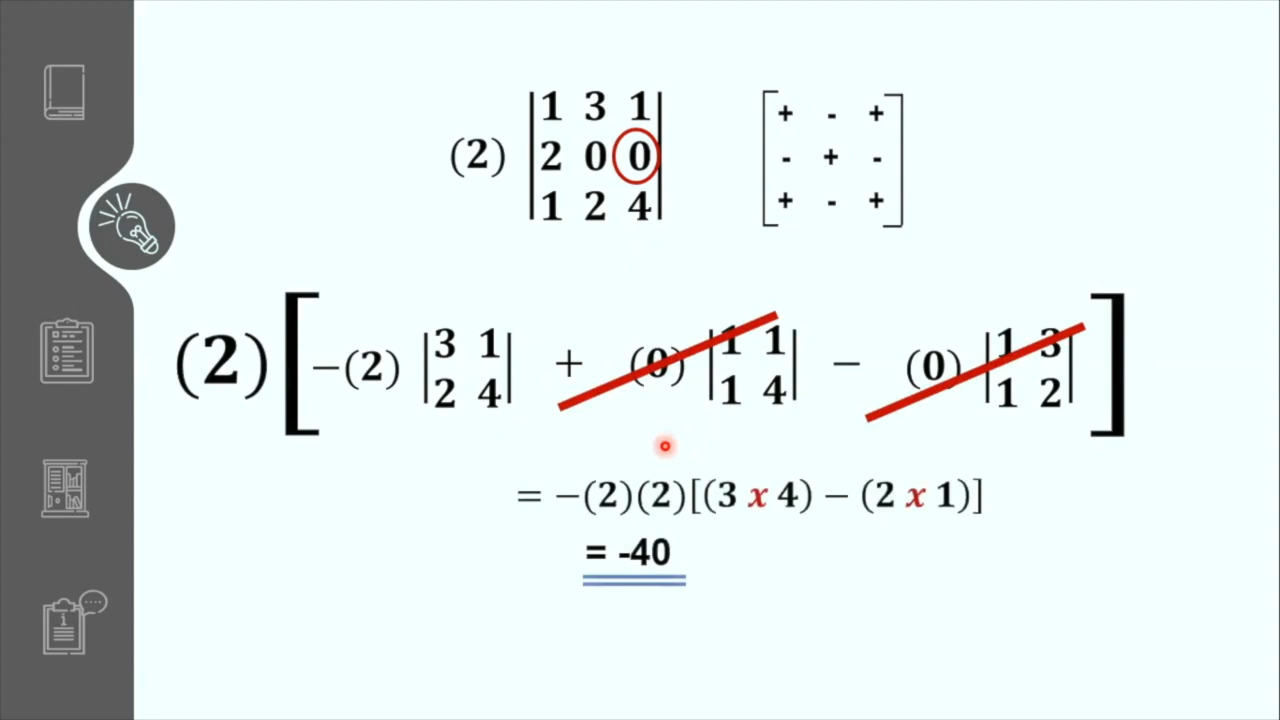 (2) |1 3 1| [+ - +]
|2 0 0| [- + -]
|1 2 4| [+ - +]
(2) [ −(2) |3 1| + (0) |1 1| − (0) |1 3| ]
|2 4| |1 4| |1 2|
= −(2)(2)[(3 x 4) − (2 x 1)]
= -40
i